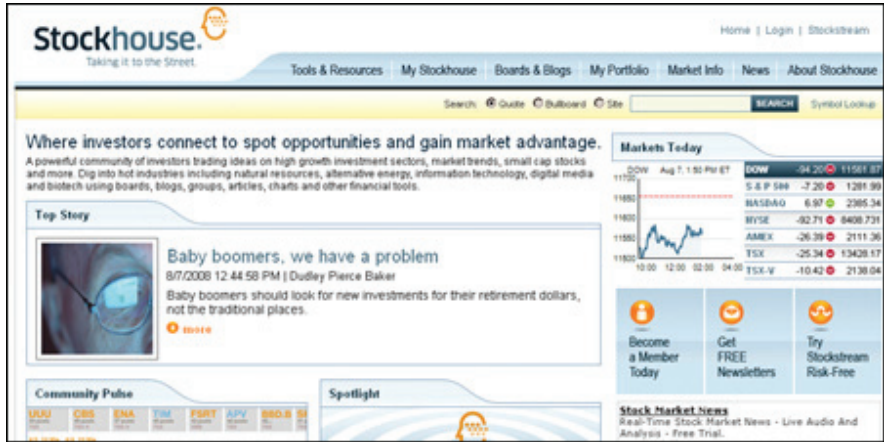 Stockhouse.
Taking it to the Street.
Home | Login | Stockstream
Tools & Resources My Stockhouse Boards & Blogs My Portfolio Market Info News About Stockhouse
Search: Quote Bullboard Site SEARCH Symbol Lookup
Where investors connect to spot opportunities and gain market advantage.
A powerful community of investors trading ideas on high growth investment sectors, market trends, small cap stocks
and more. Dig into hot industries including natural resources, alternative energy, information technology, digital media
and biotech using boards, blogs, groups, articles, charts and other financial tools.
Top Story
Baby boomers, we have a problem
8/7/2008 12:44:58 PM | Dudley Pierce Baker
Baby boomers should look for new investments for their retirement dollars,
not the traditional places.
more
Community Pulse
UUU CBS ENA TIM FSRT APV
Spotlight
Markets Today
DOW Aug 7, 1:50 PM ET
11700
11650
11600
11550
11500
10:00 12:00 02:00 04:00
DOW -94.20 11561.87
S & P 500 -7.20 1281.99
NASDAQ 6.97 2385.34
NYSE -92.71 8408.731
AMEX -26.39 2111.36
TSX -25.34 13428.17
TSX-V -10.42 2138.04
Become
a Member
Today
Get
FREE
Newsletters
Try
Stockstream
Risk-Free
Stock Market News
Real-Time Stock Market News - Live Audio And
Analysis - Free Trial.